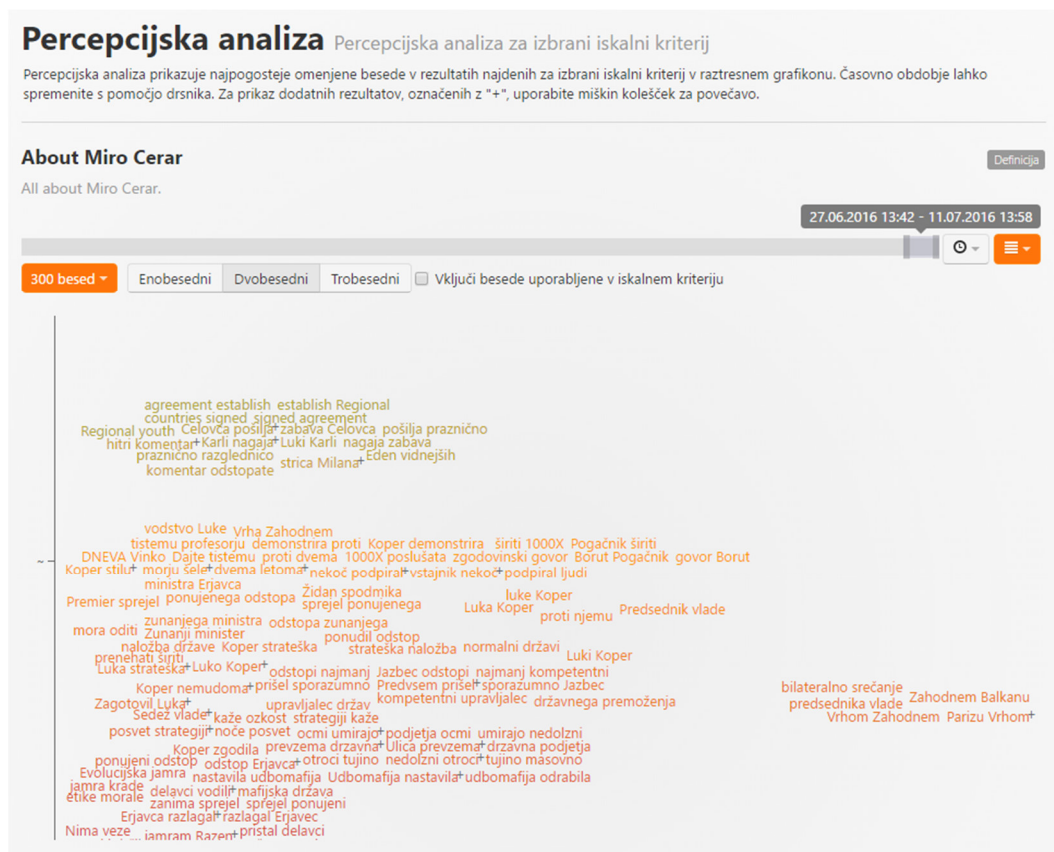 Percepcijska analiza Percepcijska analiza za izbrani iskalni kriterij
Percepcijska analiza prikazuje najpogosteje omenjene besede v rezultatih najdenih za izbrani iskalni kriterij v raztresnem grafikonu. Časovno obdobje lahko
spremenite s pomočjo drsnika. Za prikaz dodatnih rezultatov, označenih z "+", uporabite miškin kolešček za povečavo.
About Miro Cerar Definicija
All about Miro Cerar.
27.06.2016 13:42 - 11.07.2016 13:58
300 besed Enobesedni Dvobesedni Trobesedni Vključi besede uporabljene v iskalnem kriteriju
agreement establish establish Regional
countries signed signed agreement
Regional youth Celovca pošilja+ zabava Celovca pošilja praznično
hitri komentar+ Karli nagaja+ Luki Karli nagaja zabava
praznično razglednico strica Milana+ Eden vidnejših
komentar odstopate
vodstvo Luke Vrha Zahodnem
tistemu profesorju demonstrira proti Koper demonstrira širiti 1000X Pogačnik širiti
DNEVA Vinko Dajte tistemu proti dvema 1000X poslušata zgodovinski govor Borut Pogačnik govor Borut
~ Koper stilu+ morju šele+ dvema letoma+ nekoč podpiral+ vstajnik nekoč+ podpiral ljudi
ministra Erjavca
Premier sprejel ponujenega odstopa Židan spodmika luke Koper
sprejel ponujenega Luka Koper proti njemu Predsednik vlade
zunanjega ministra odstopa zunanjega
mora oditi Zunanji minister ponudil odstop
naložba države Koper strateška strateška naložba normalni državi
prenehati širiti Luki Koper
Luka strateška+ Luko Koper+ odstopi najmanj Jazbec odstopi najmanj kompetentni
Koper nemudoma+ prišel sporazumno Predvsem prišel+ sporazumno Jazbec bilateralno srečanje
Zagotovil Luka+ upravljalec držav kompetentni upravljalec državnega premoženja predsednika vlade Zahodnem Balkanu
Sedež vlade+ kaže ozkost strategiji kaže Vrhom Zahodnem Parizu Vrhom+
posvet strategiji+ noče posvet ocmi umirajo+ podjetja ocmi umirajo nedolzni
Koper zgodila prevzema drzavna+ Ulica prevzema+ drzavna podjetja
ponujeni odstop odstop Erjavca+ otroci tujino nedolzni otroci+ tujino masovno
Evolucijska jamra nastavila udbomafija Udbomafija nastavila+ udbomafija odrabila
jamra krade delavci vodili+ mafijska država
etike morale zanima sprejel sprejel ponujeni
Erjavca razlagal+ razlagal Erjavec
Nima veze jamram Razen+ pristal delavci